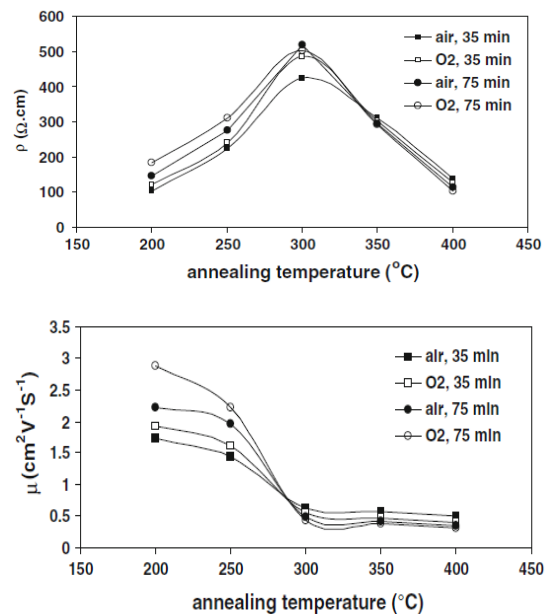 600
500
400
300
200
100
0
ρ (Ω.cm)
air, 35 min
O2, 35 min
air, 75 min
O2, 75 min
150 200 250 300 350 400 450
annealing temperature (°C)
3.5
3
2.5
2
1.5
1
0.5
0
μ (cm²V⁻¹S⁻¹)
air, 35 min
O2, 35 min
air, 75 min
O2, 75 min
150 200 250 300 350 400 450
annealing temperature (°C)